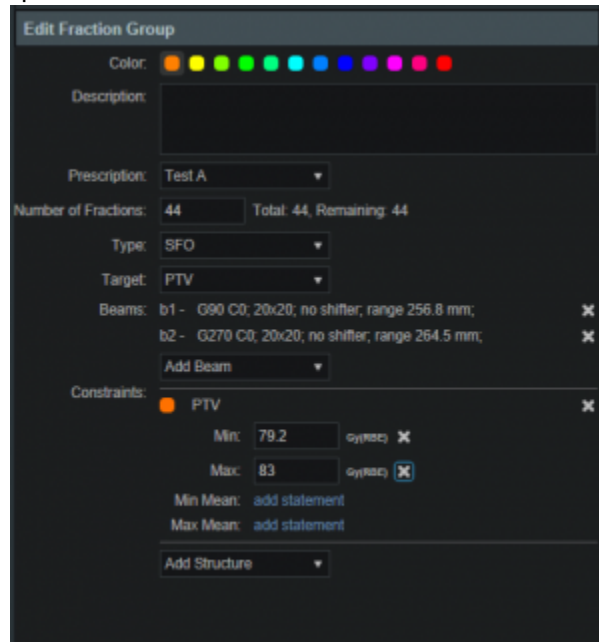 Edit Fraction Group
Color:
Description:
Prescription: Test A
Number of Fractions: 44 Total: 44, Remaining: 44
Type: SFO
Target: PTV
Beams: b1 - G90 C0; 20x20; no shifter; range 256.8 mm;
b2 - G270 C0; 20x20; no shifter; range 264.5 mm;
Add Beam
Constraints:
PTV
Min: 79.2 Gy(RBE)
Max: 83 Gy(RBE)
Min Mean: add statement
Max Mean: add statement
Add Structure